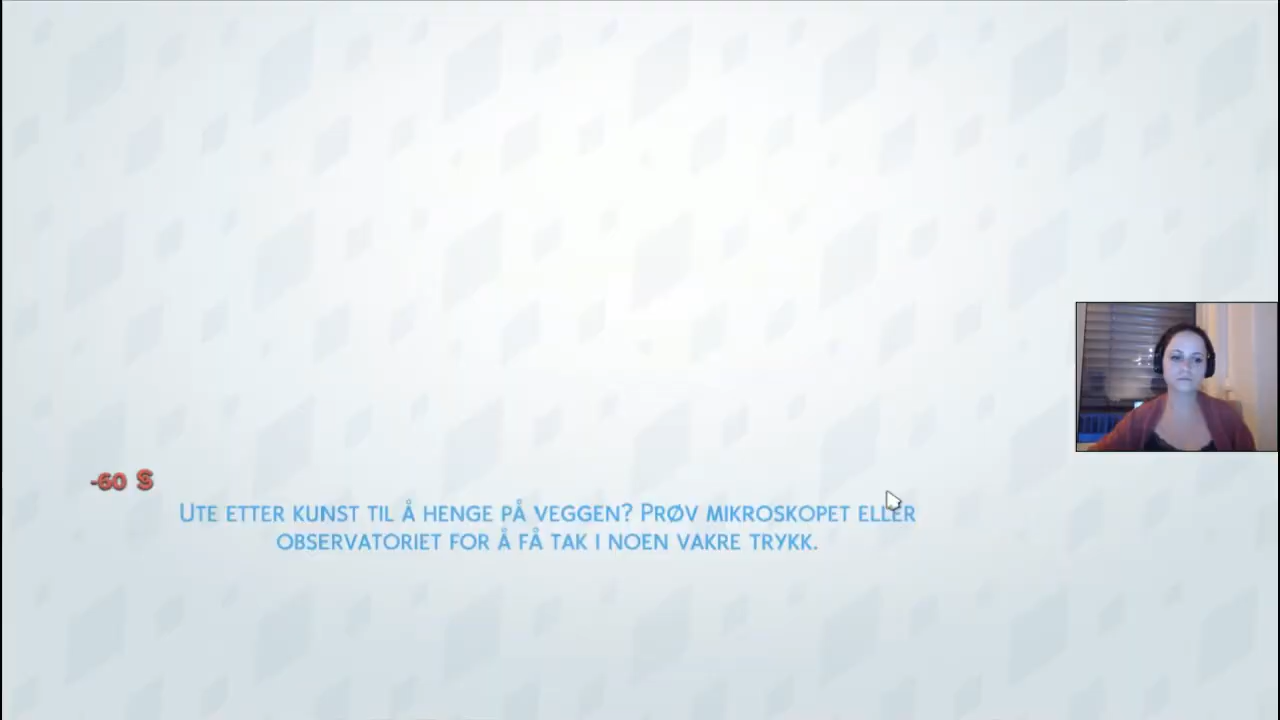 -60 §
Ute etter kunst til å henge på veggen? Prøv mikroskopet eller
observatoriet for å få tak i noen vakre trykk.